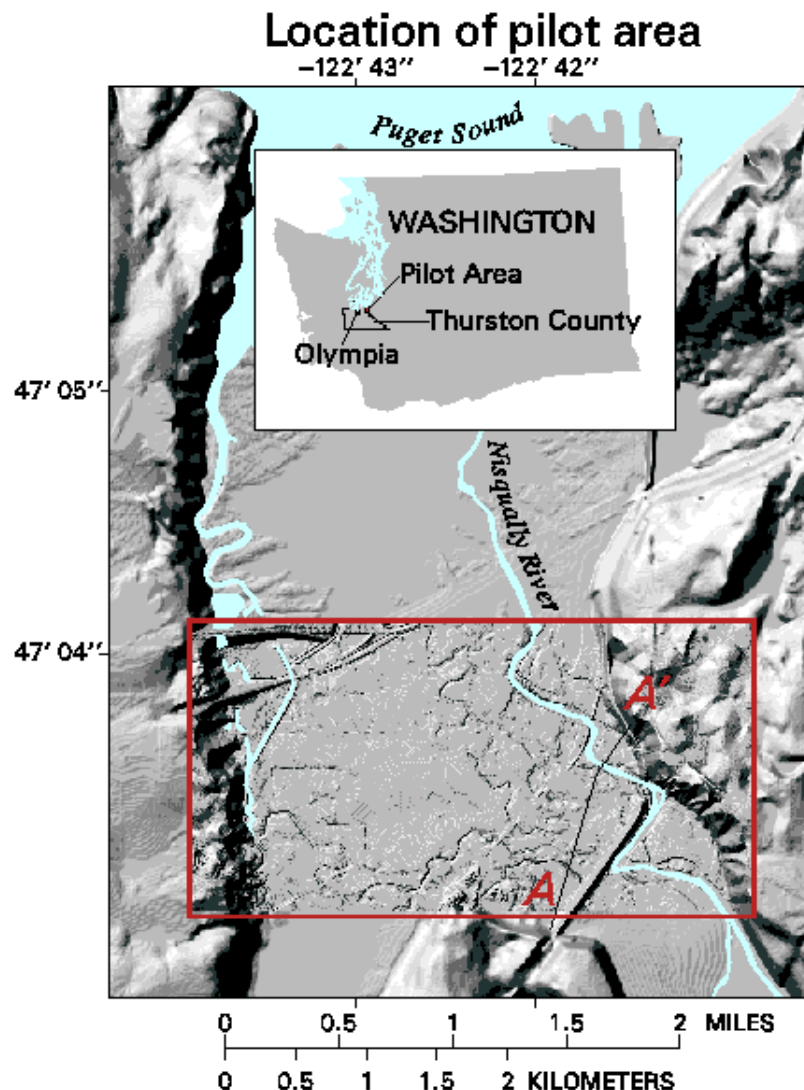 Location of pilot area
−122' 43'' −122' 42''
Puget Sound
WASHINGTON
Pilot Area
Thurston County
Olympia
47' 05''
Nisqually River
47' 04''
A'
A
0 0.5 1 1.5 2 MILES
0 0.5 1 1.5 2 KILOMETERS